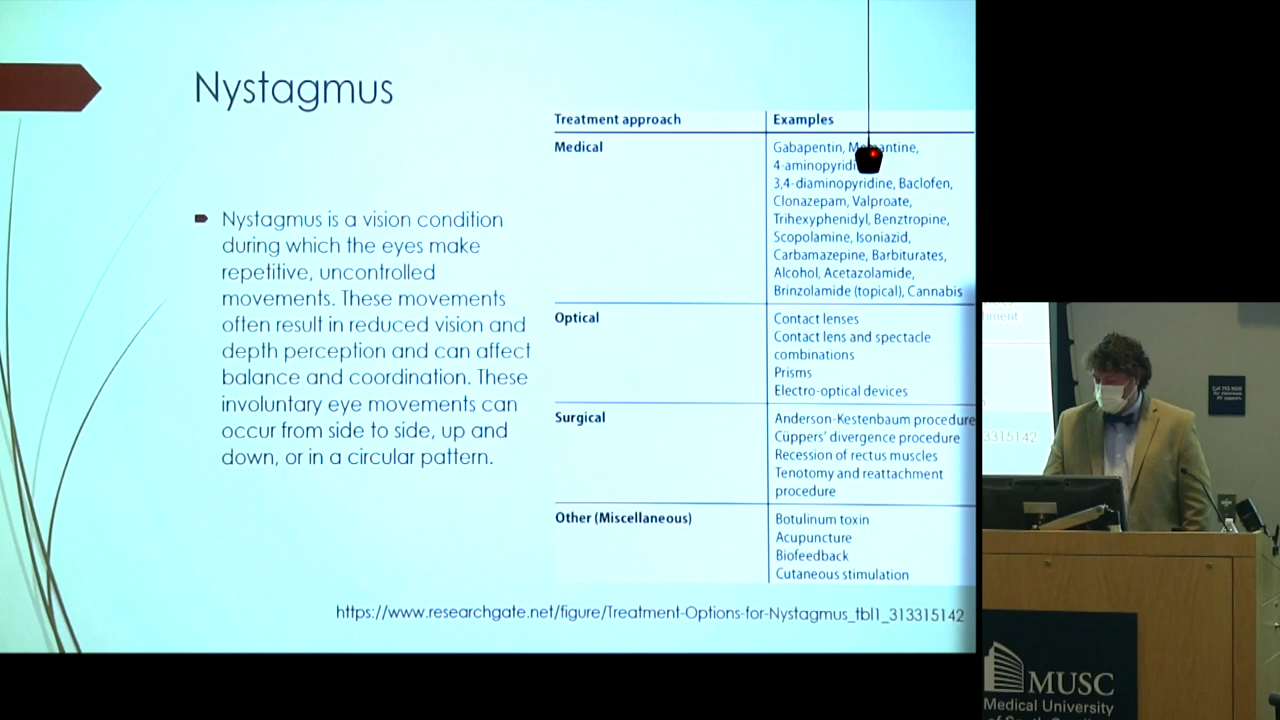 Nystagmus
Nystagmus is a vision condition
during which the eyes make
repetitive, uncontrolled
movements. These movements
often result in reduced vision and
depth perception and can affect
balance and coordination. These
involuntary eye movements can
occur from side to side, up and
down, or in a circular pattern.
Treatment approach Examples
Medical Gabapentin,
3,4-diaminopyridine, Baclofen,
Clonazepam, Valproate,
Trihexyphenidyl, Benztropine,
Scopolamine, Isoniazid,
Carbamazepine, Barbiturates,
Alcohol, Acetazolamide,
Brinzolamide (topical), Cannabis
Optical Contact lenses
Contact lens and spectacle
combinations
Prisms
Electro-optical devices
Surgical Anderson-Kestenbaum procedure
Cüppers' divergence procedure
Recession of rectus muscles
Tenotomy and reattachment
procedure
Other (Miscellaneous) Botulinum toxin
Acupuncture
Biofeedback
Cutaneous stimulation
https://www.researchgate.net/figure/Treatment-Options-for-Nystagmus_tbl1_313315142
3315142
MUSC
Medical University